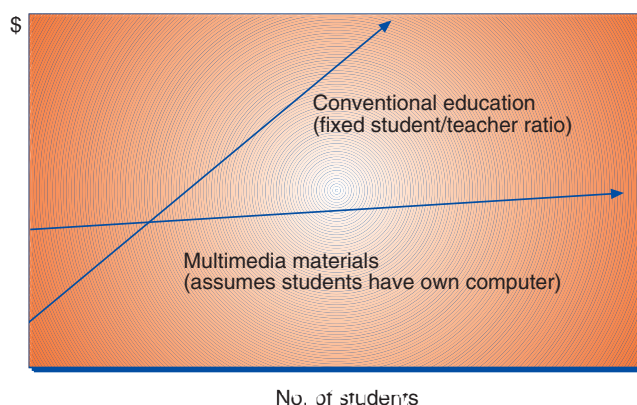 $
Conventional education
(fixed student/teacher ratio)
Multimedia materials
(assumes students have own computer)
No. of students